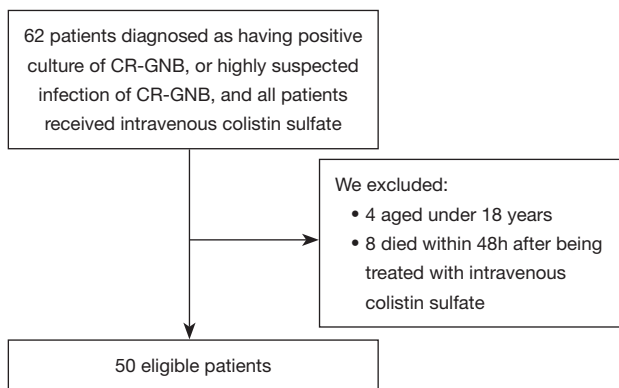 62 patients diagnosed as having positive
culture of CR-GNB, or highly suspected
infection of CR-GNB, and all patients
received intravenous colistin sulfate
We excluded:
• 4 aged under 18 years
• 8 died within 48h after being
treated with intravenous
colistin sulfate
50 eligible patients